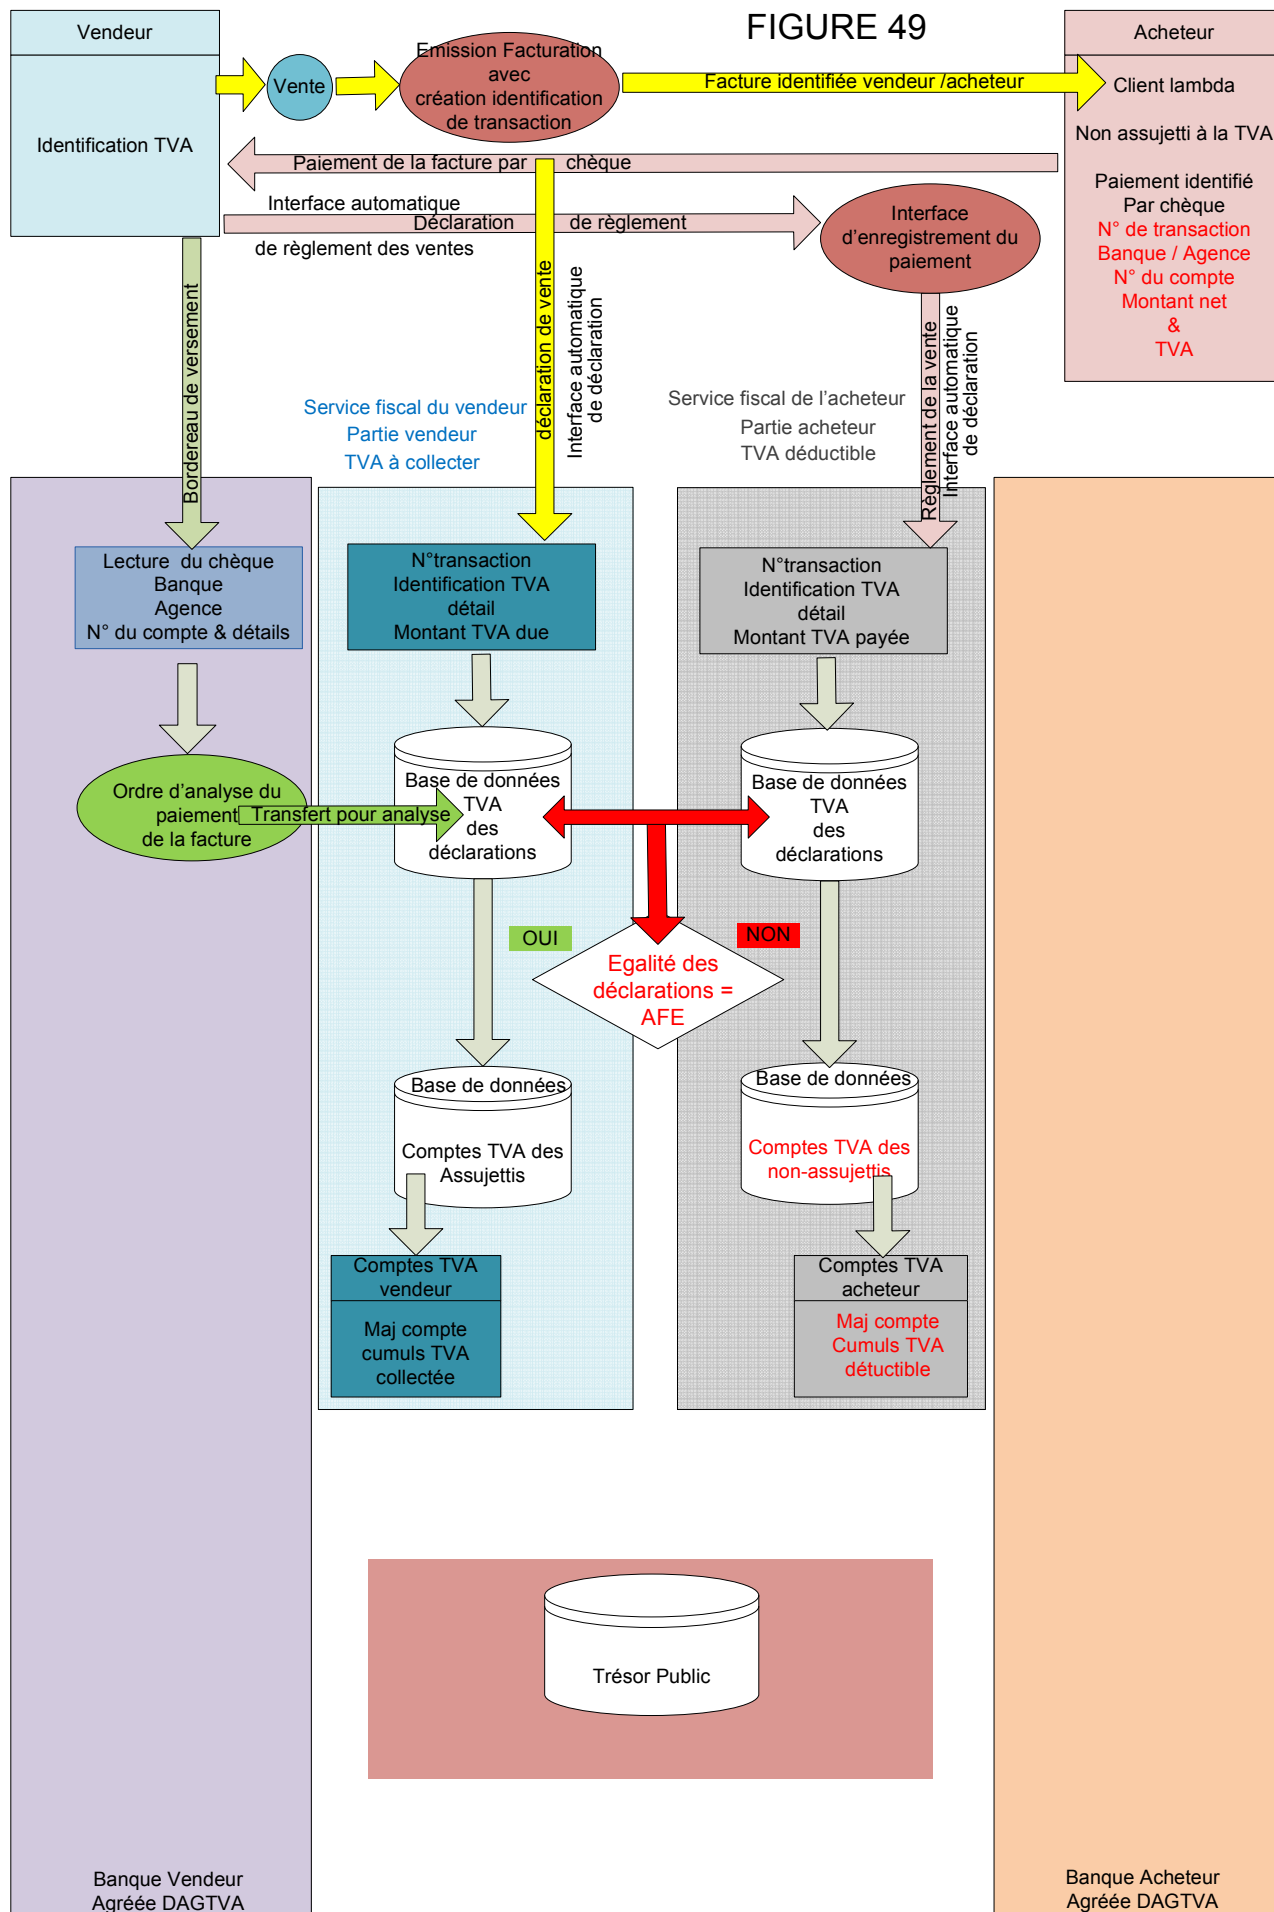 FIGURE 49
Vendeur
Identification TVA
Vente
Emission Facturation
avec
création identification
de transaction
Facture identifiée vendeur /acheteur
Acheteur
Client lambda
Non assujetti à la TVA
Paiement identifié
Par chèque
N° de transaction
Banque / Agence
N° du compte
Montant net
&
TVA
Paiement de la facture par chèque
Interface automatique
Déclaration de règlement
de règlement des ventes
Interface
d'enregistrement du
paiement
Bordereau de versement
déclaration de vente
Interface automatique
de déclaration
Règlement de la vente
Interface automatique
de déclaration
Service fiscal du vendeur
Partie vendeur
TVA à collecter
Service fiscal de l'acheteur
Partie acheteur
TVA déductible
Lecture du chèque
Banque
Agence
N° du compte & détails
N°transaction
Identification TVA
détail
Montant TVA due
N°transaction
Identification TVA
détail
Montant TVA payée
Ordre d'analyse du
paiement
de la facture
Transfert pour analyse
Base de données
TVA
des
déclarations
Base de données
TVA
des
déclarations
OUI
NON
Egalité des
déclarations =
AFE
Base de données
Comptes TVA des
Assujettis
Base de données
Comptes TVA des
non-assujettis
Comptes TVA
vendeur
Maj compte
cumuls TVA
collectée
Comptes TVA
acheteur
Maj compte
Cumuls TVA
détuctible
Trésor Public
Banque Vendeur
Agréée DAGTVA
Banque Acheteur
Agréée DAGTVA